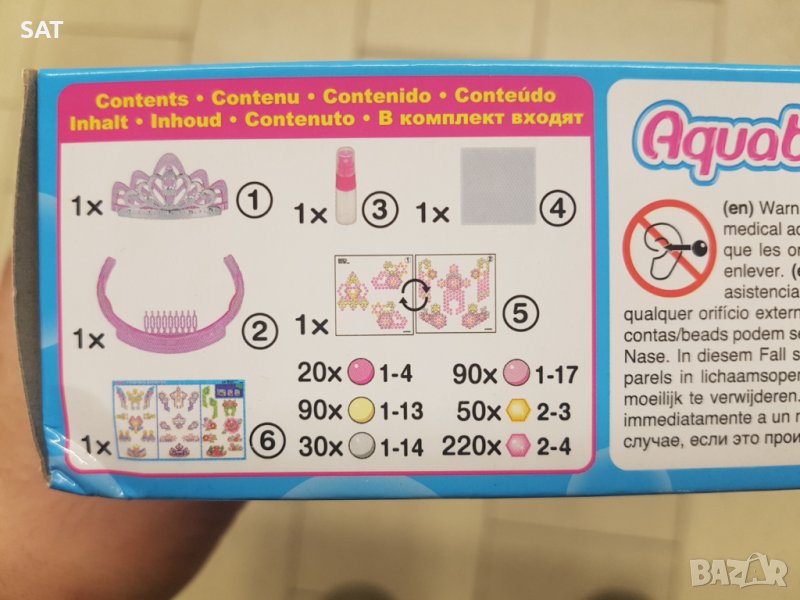 SAT
Contents • Contenu • Contenido • Conteúdo
Inhalt • Inhoud • Contenuto • В комплект входят
1x 1
1x 3
1x 4
1x 2
1x 5
1x 6
20x 1-4
90x 1-17
90x 1-13
50x 2-3
30x 1-14
220x 2-4
Aquab
(en) Warn
medical ad
que les or
enlever. (e
asistencia
qualquer orifício extern
contas/beads podem se
Nase. In diesem Fall s
parels in lichaamsope
moeilijk te verwijderen.
immediatamente a un m
случае, если это прои
BAZAR